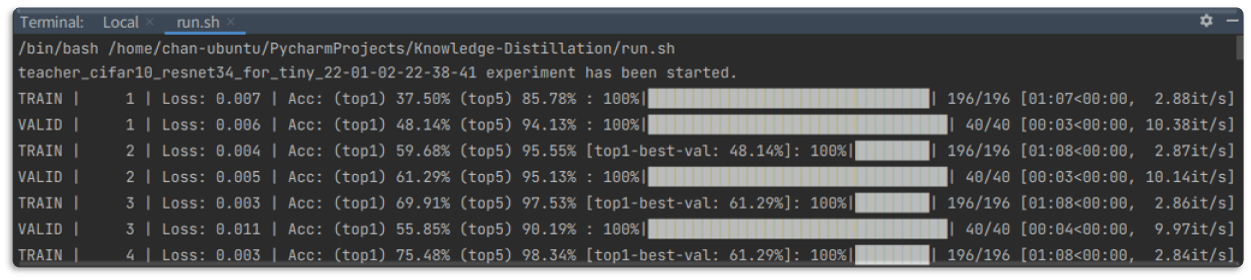 Terminal: Local × run.sh ×
/bin/bash /home/chan-ubuntu/PycharmProjects/Knowledge-Distillation/run.sh
teacher_cifar10_resnet34_for_tiny_22-01-02-22-38-41 experiment has been started.
TRAIN | 1 | Loss: 0.007 | Acc: (top1) 37.50% (top5) 85.78% : 100%|██████████| 196/196 [01:07<00:00, 2.88it/s]
VALID | 1 | Loss: 0.006 | Acc: (top1) 48.14% (top5) 94.13% : 100%|██████████| 40/40 [00:03<00:00, 10.38it/s]
TRAIN | 2 | Loss: 0.004 | Acc: (top1) 59.68% (top5) 95.55% [top1-best-val: 48.14%]: 100%|██████████| 196/196 [01:08<00:00, 2.87it/s]
VALID | 2 | Loss: 0.005 | Acc: (top1) 61.29% (top5) 95.13% : 100%|██████████| 40/40 [00:03<00:00, 10.14it/s]
TRAIN | 3 | Loss: 0.003 | Acc: (top1) 69.91% (top5) 97.53% [top1-best-val: 61.29%]: 100%|██████████| 196/196 [01:08<00:00, 2.86it/s]
VALID | 3 | Loss: 0.011 | Acc: (top1) 55.85% (top5) 90.19% : 100%|██████████| 40/40 [00:04<00:00, 9.97it/s]
TRAIN | 4 | Loss: 0.003 | Acc: (top1) 75.48% (top5) 98.34% [top1-best-val: 61.29%]: 100%|██████████| 196/196 [01:08<00:00, 2.84it/s]